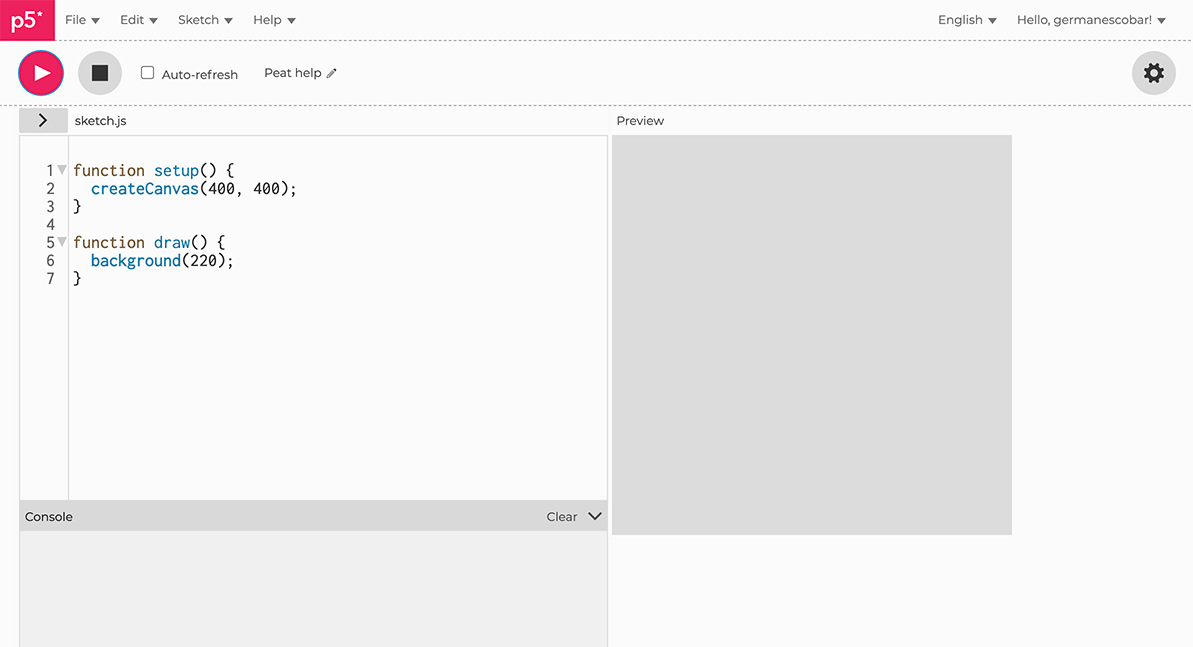 p5* File Edit Sketch Help English Hello, germanescobar!
Auto-refresh Peat help
sketch.js Preview
1 function setup() {
2 createCanvas(400, 400);
3 }
4
5 function draw() {
6 background(220);
7 }
Console Clear